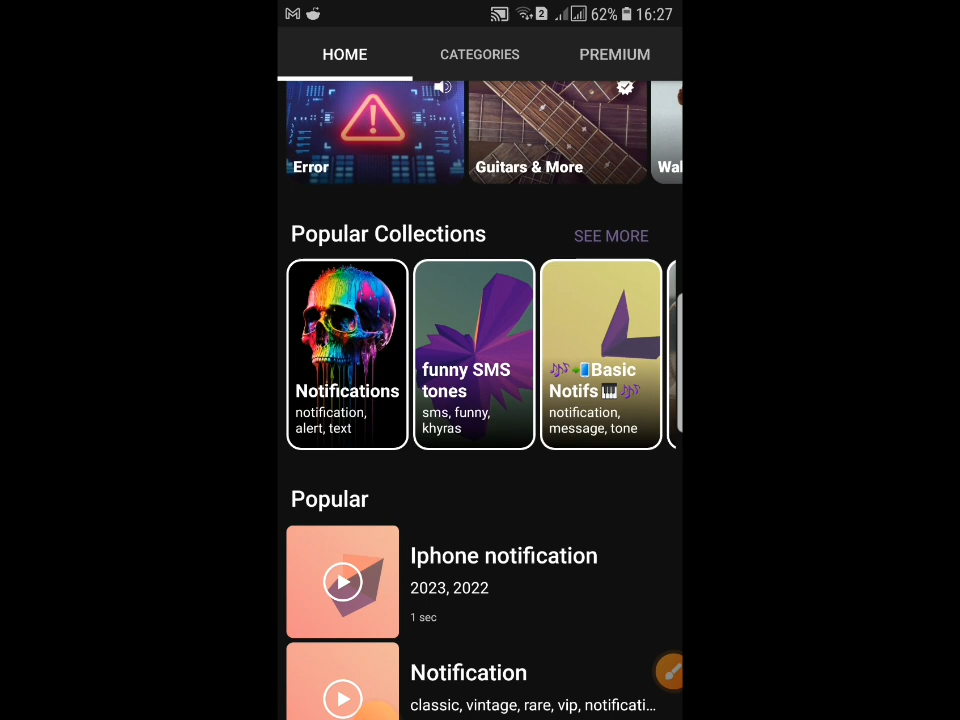 2 62% 16:27
HOME CATEGORIES PREMIUM
Error
Guitars & More
Wal
Popular Collections SEE MORE
Notifications
notification,
alert, text
funny SMS
tones
sms, funny,
khyras
🎶📲Basic
Notifs🎹🎶
notification,
message, tone
Popular
Iphone notification
2023, 2022
1 sec
Notification
classic, vintage, rare, vip, notificati...